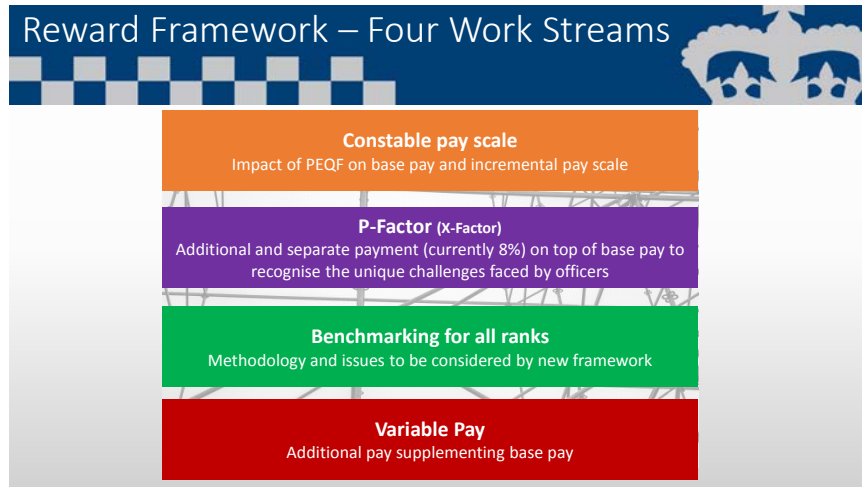 Reward Framework – Four Work Streams
Constable pay scale
Impact of PEQF on base pay and incremental pay scale
P-Factor (X-Factor)
Additional and separate payment (currently 8%) on top of base pay to
recognise the unique challenges faced by officers
Benchmarking for all ranks
Methodology and issues to be considered by new framework
Variable Pay
Additional pay supplementing base pay